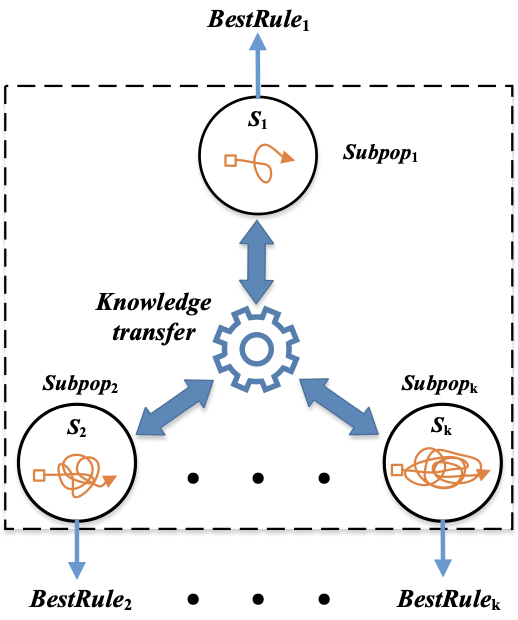 BestRule₁
S₁
Subpop₁
Knowledge
transfer
Subpop₂
Subpopₖ
S₂
Sₖ
. . .
BestRule₂ . . . BestRuleₖ